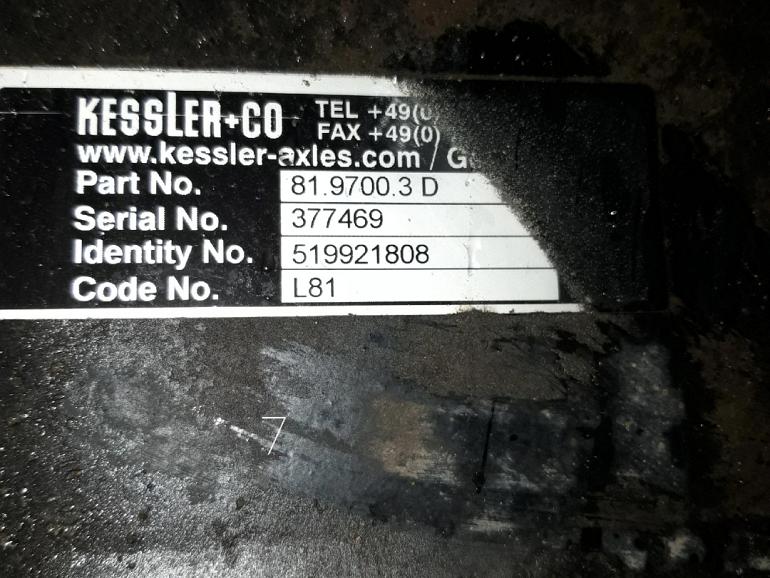 KESSLER+CO TEL +49(0
FAX +49(0)
www.kessler-axles.com / G
Part No. 81.9700.3 D
Serial No. 377469
Identity No. 519921808
Code No. L81
7